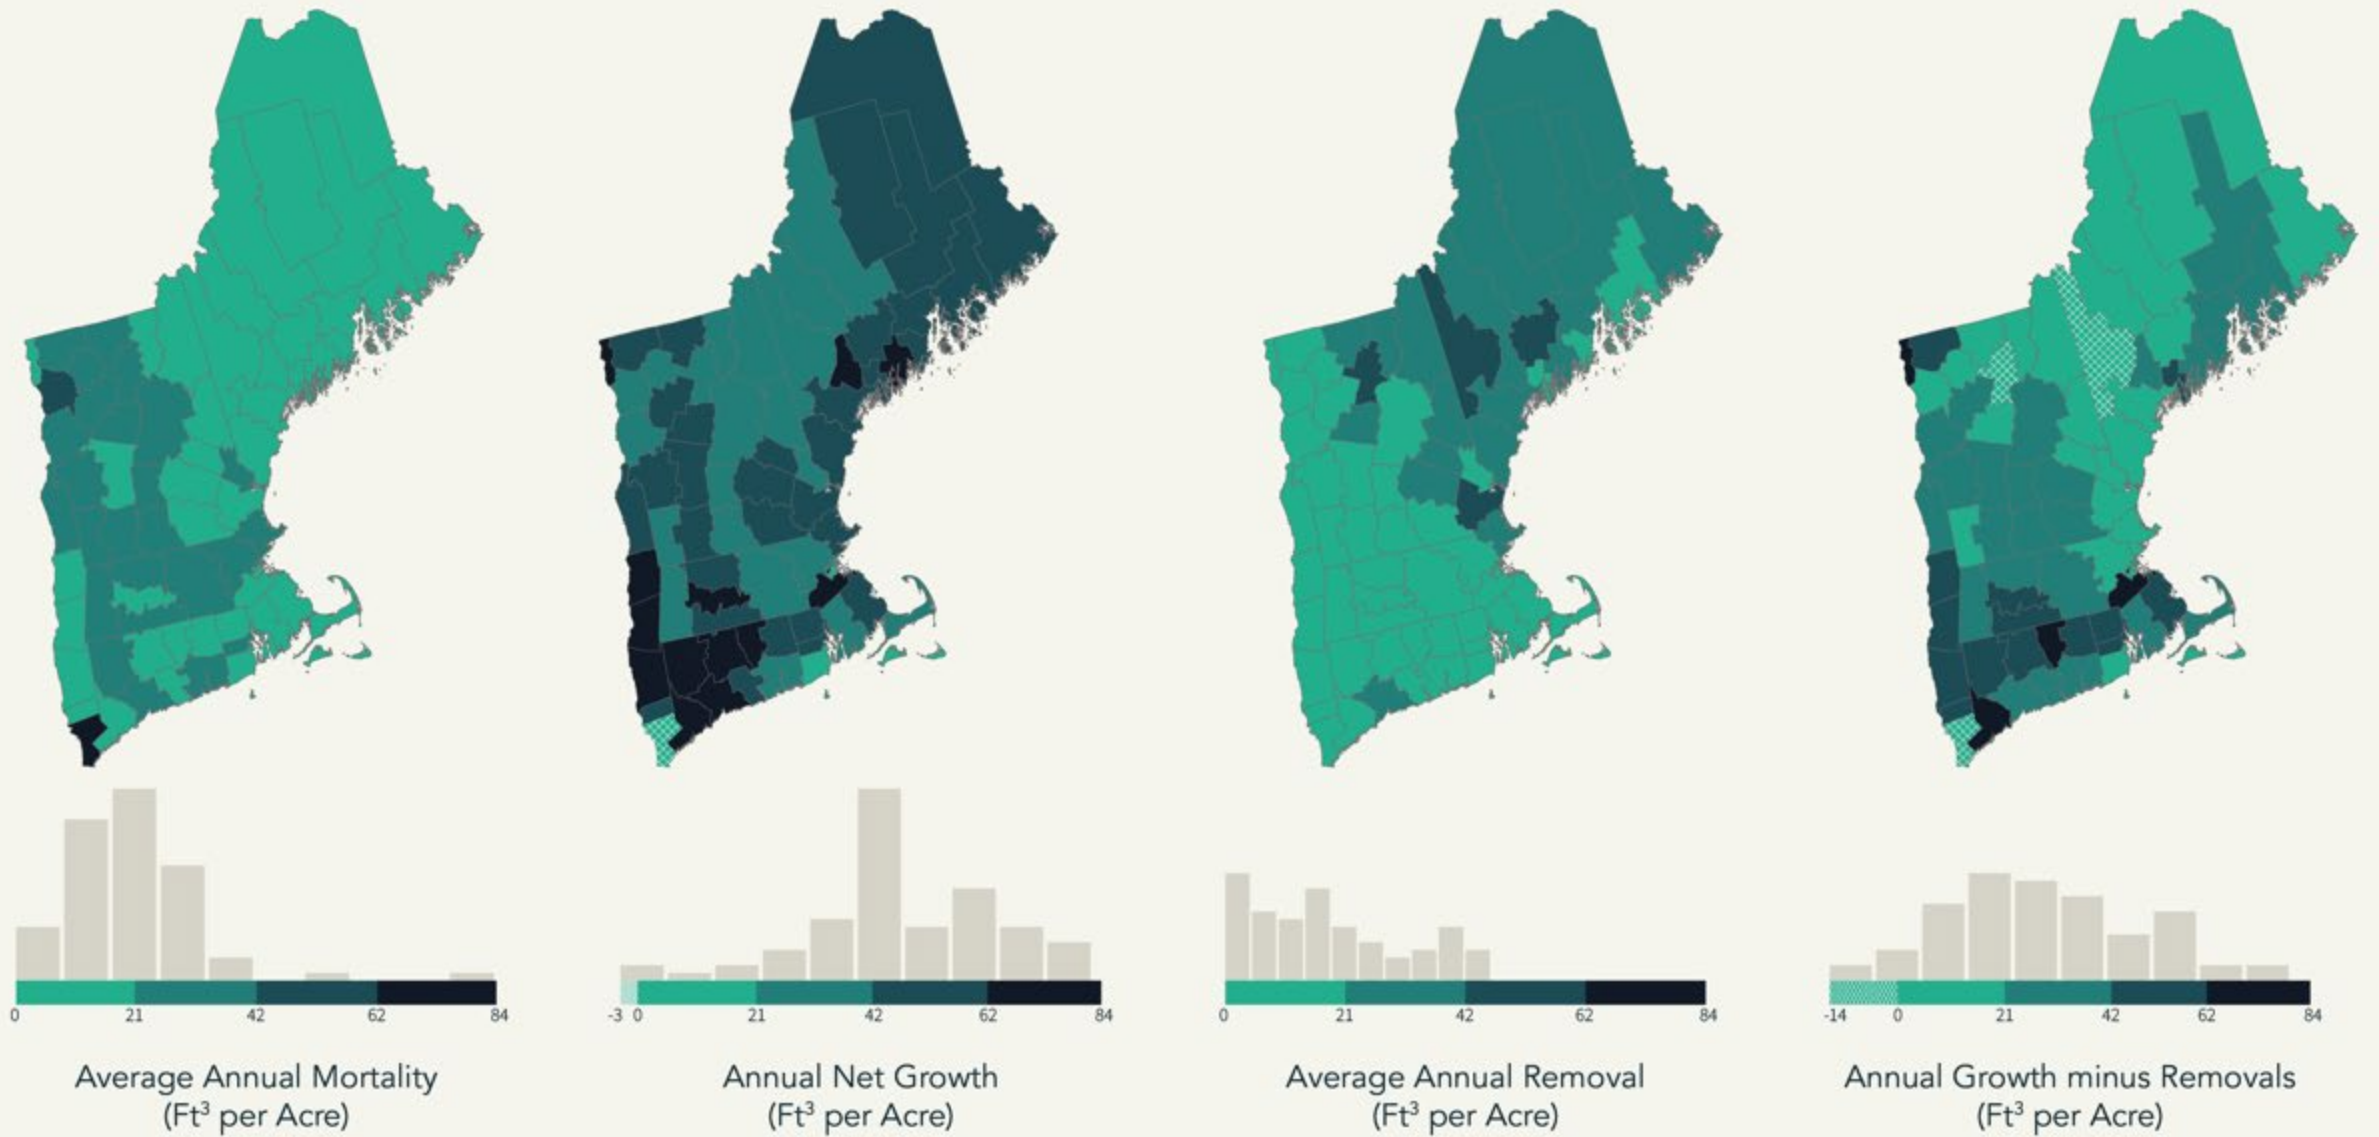 0 21 42 62 84
-3 0 21 42 62 84
0 21 42 62 84
-14 0 21 42 62 84
Average Annual Mortality
(Ft³ per Acre)
Annual Net Growth
(Ft³ per Acre)
Average Annual Removal
(Ft³ per Acre)
Annual Growth minus Removals
(Ft³ per Acre)